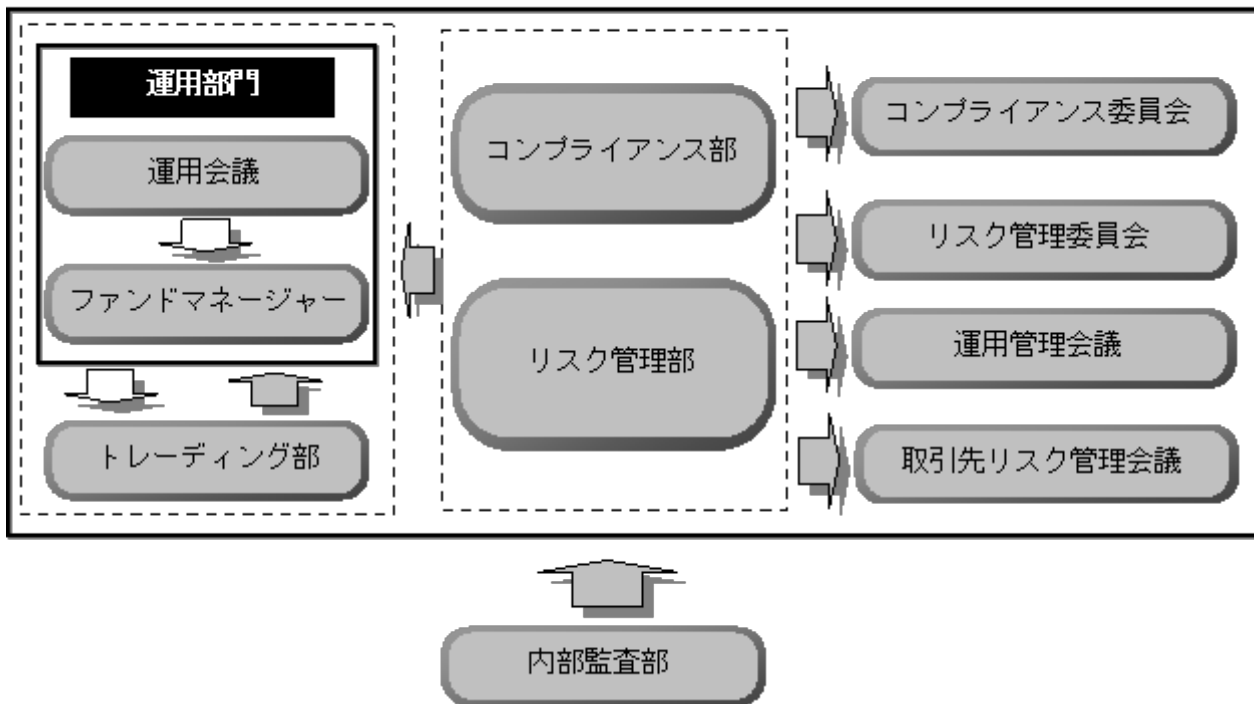 運用部門
運用会議
ファンドマネージャー
トレーディング部
コンプライアンス部
リスク管理部
コンプライアンス委員会
リスク管理委員会
運用管理会議
取引先リスク管理会議
内部監査部